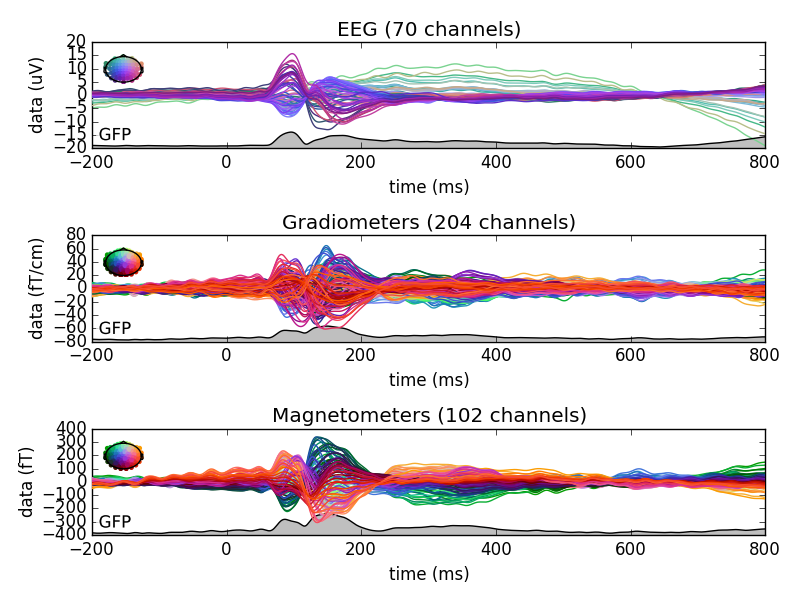 EEG (70 channels)
20
15
10
5
0
−5
−10
−15
−20
data (uV)
GFP
−200 0 200 400 600 800
time (ms)
Gradiometers (204 channels)
80
60
40
20
0
−20
−40
−60
−80
data (fT/cm)
GFP
−200 0 200 400 600 800
time (ms)
Magnetometers (102 channels)
400
300
200
100
0
−100
−200
−300
−400
data (fT)
GFP
−200 0 200 400 600 800
time (ms)